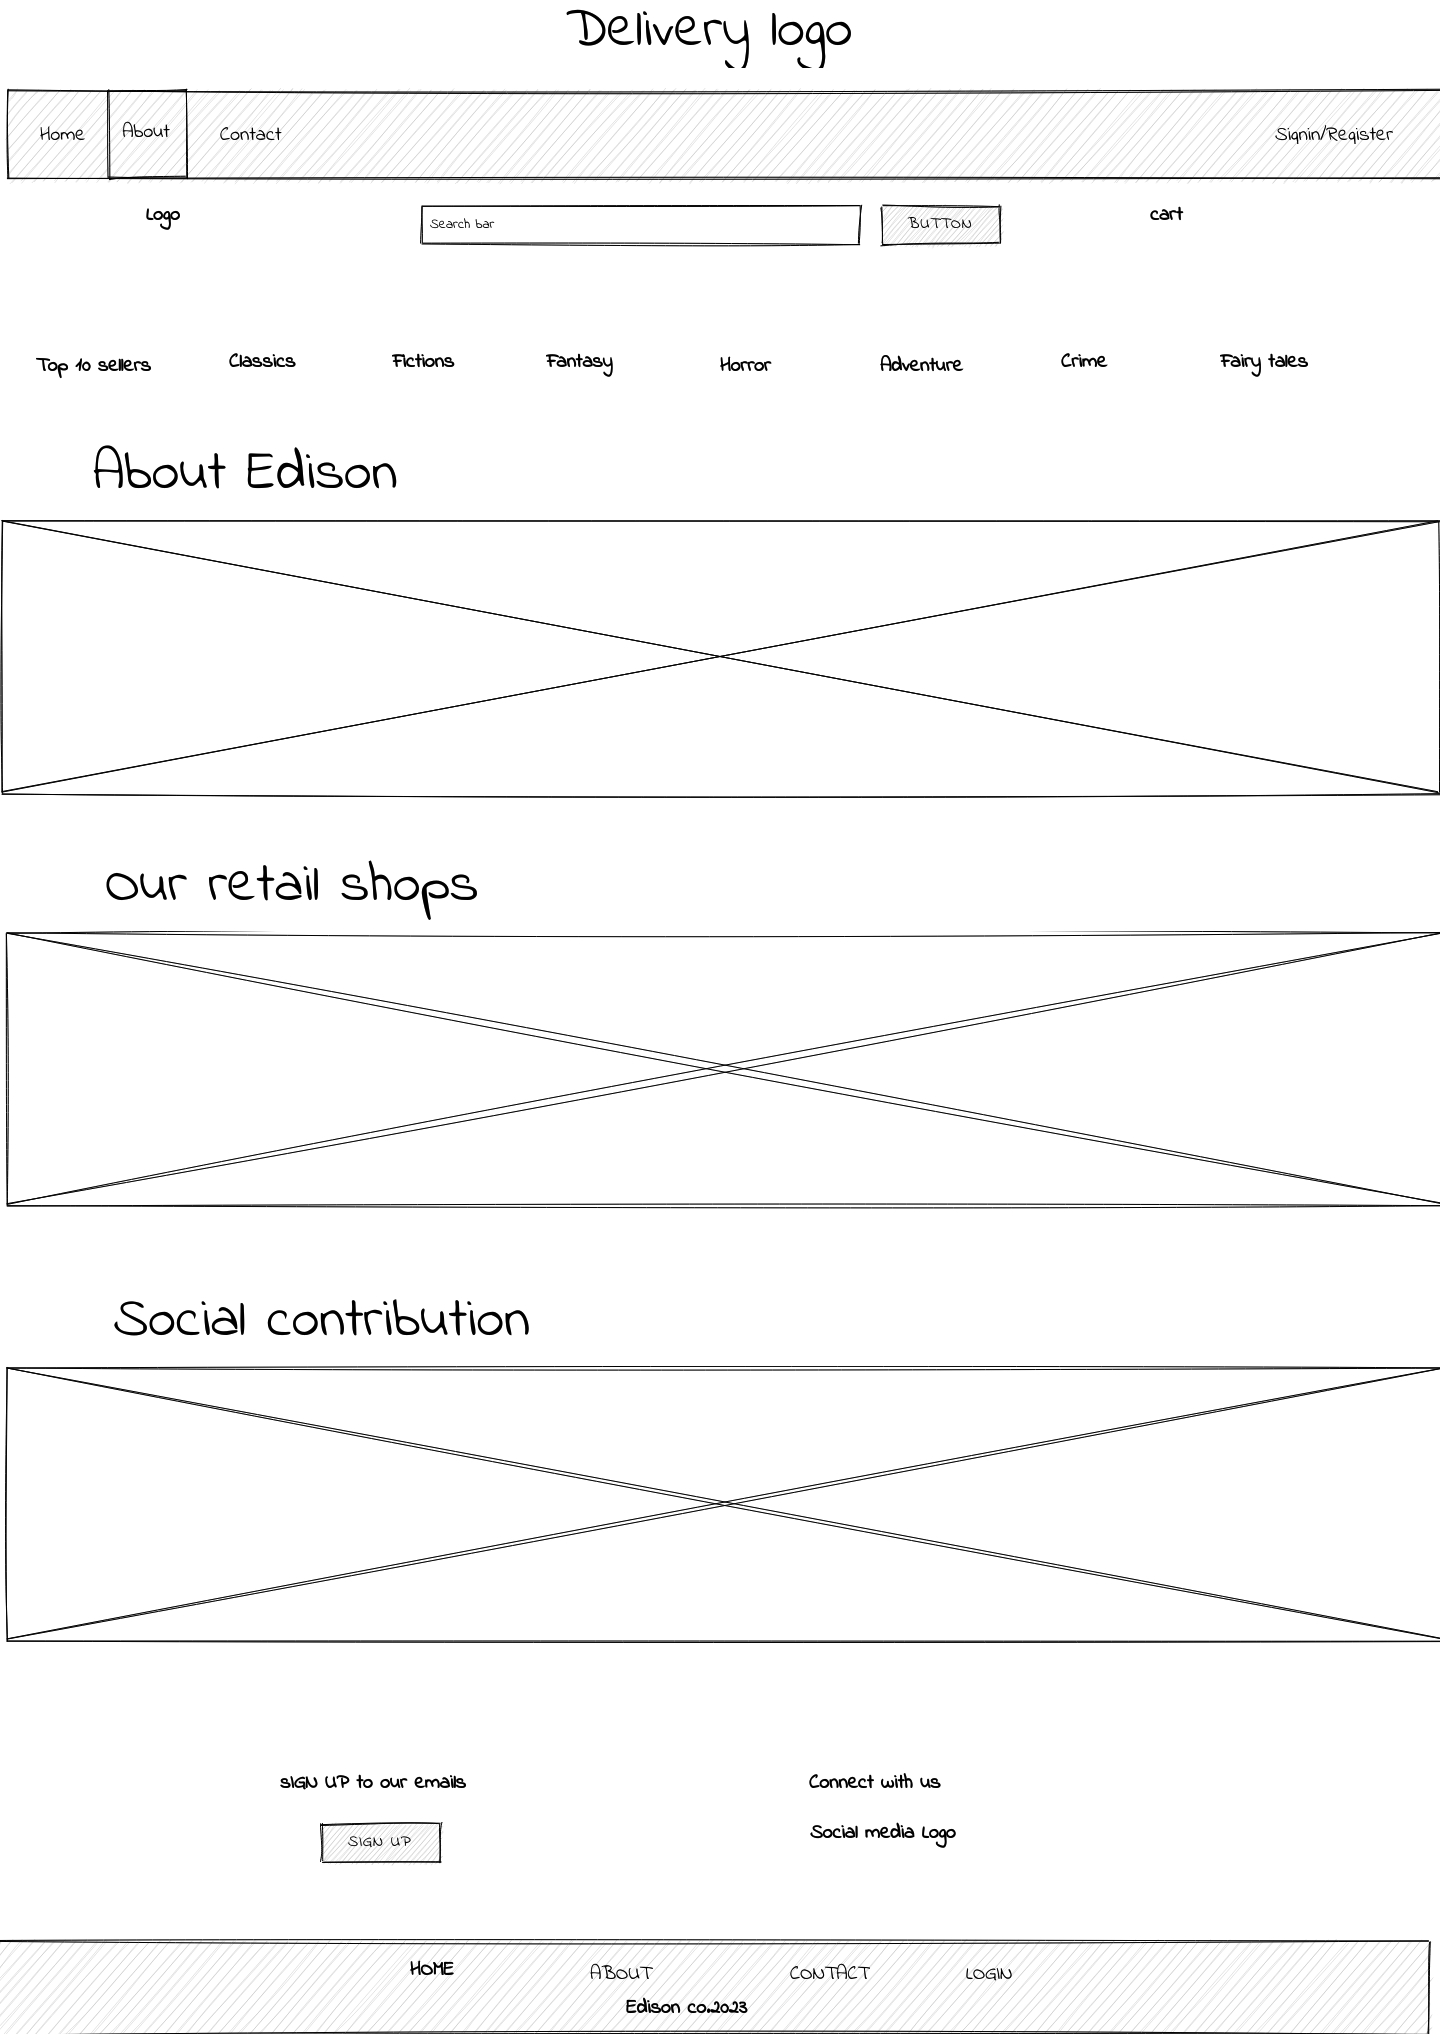 Delivery logo
Home About Contact Signin/Register
Logo Search bar BUTTON cart
Top 10 sellers Classics Fictions Fantasy Horror Adventure Crime Fairy tales
About Edison
Our retail shops
Social contribution
SIGN UP to our emails Connect with us
SIGN UP Social media Logo
HOME ABOUT CONTACT LOGIN
Edison co.2023